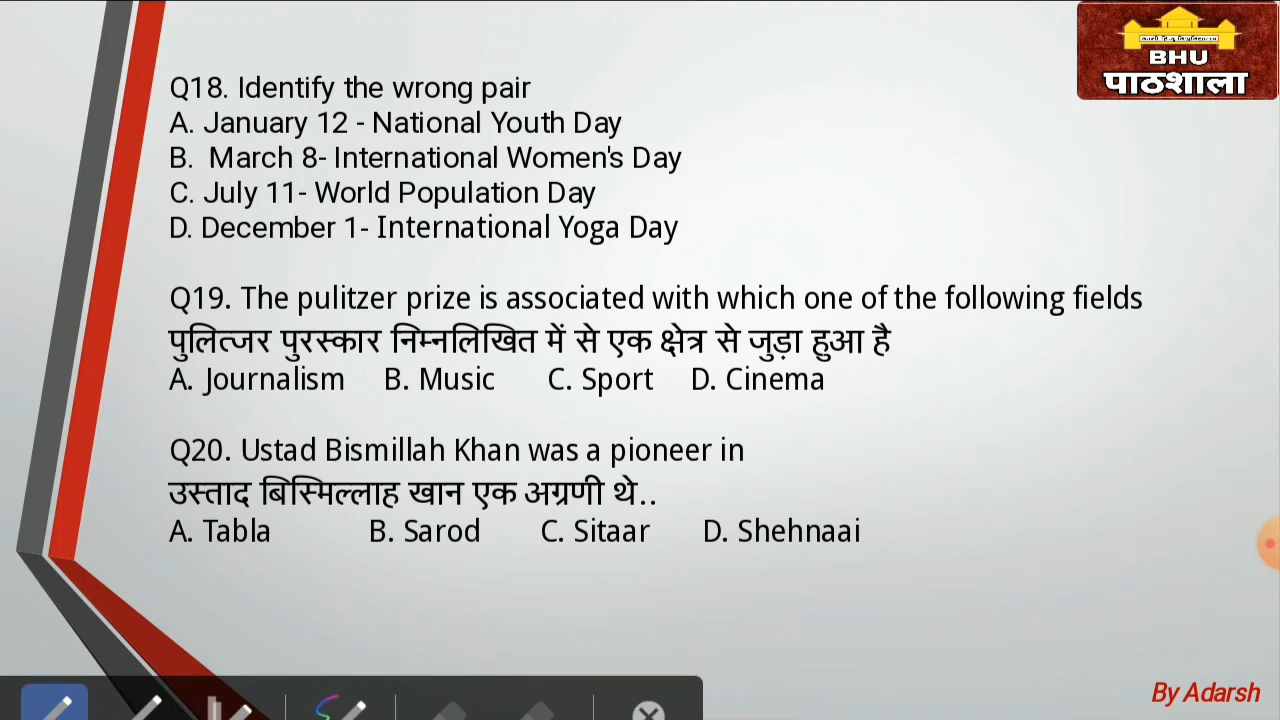 BHU
पाठशाला
Q18. Identify the wrong pair
A. January 12 - National Youth Day
B.  March 8- International Women's Day
C. July 11- World Population Day
D. December 1- International Yoga Day
Q19. The pulitzer prize is associated with which one of the following fields
पुलित्जर पुरस्कार निम्नलिखित में से एक क्षेत्र से जुड़ा हुआ है
A. Journalism B. Music C. Sport D. Cinema
Q20. Ustad Bismillah Khan was a pioneer in
उस्ताद बिस्मिल्लाह खान एक अग्रणी थे..
A. Tabla B. Sarod C. Sitaar D. Shehnaai
By Adarsh